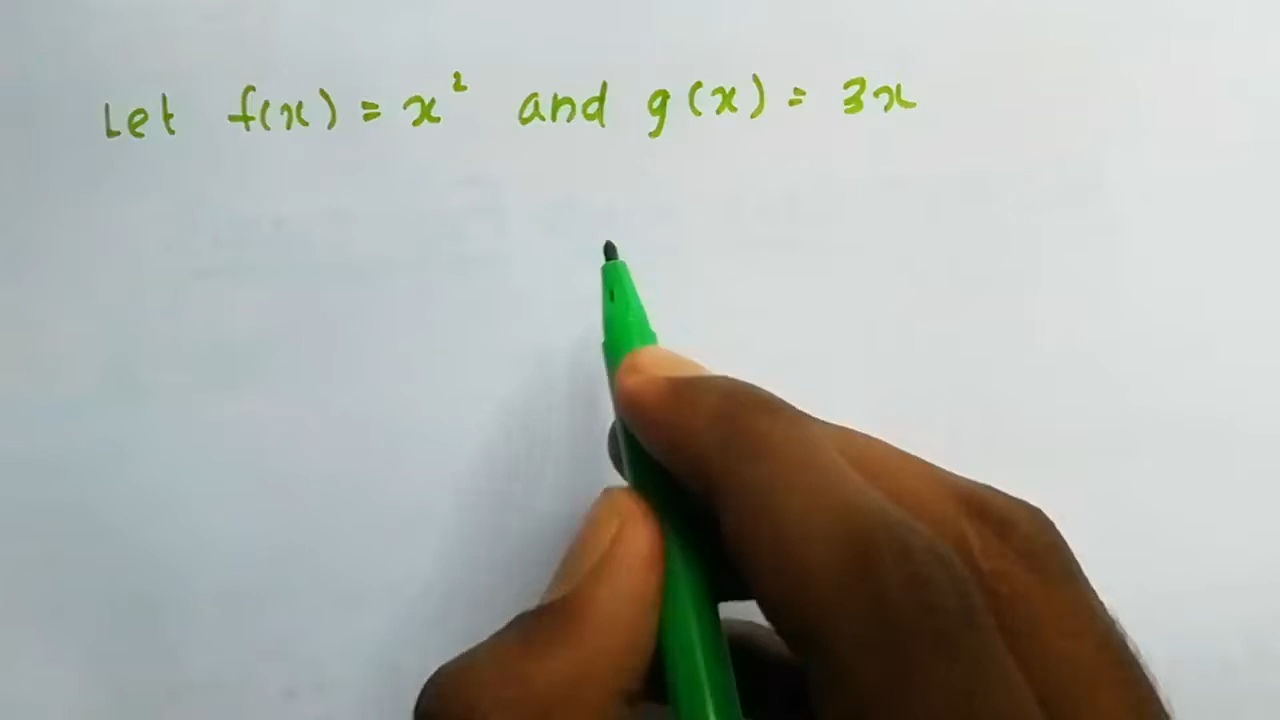 Let f(x) = x² and g(x) = 3x